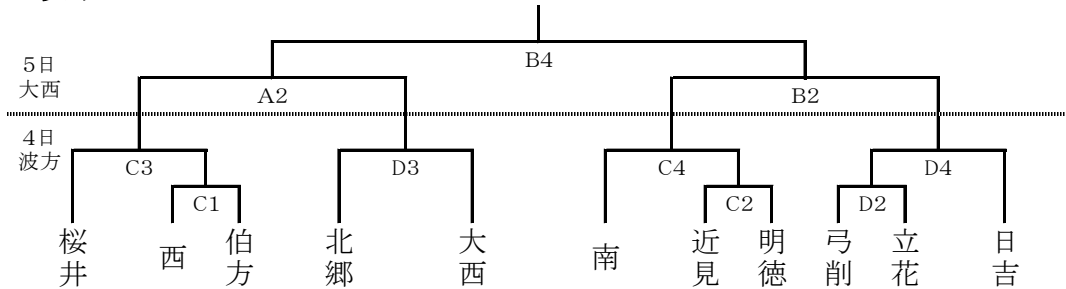 B4
5日
大西
A2
B2
4日
波方
C3
D3
C4
D4
C1
C2
D2
桜井
西
伯方
北郷
大西
南
近見
明徳
弓削
立花
日吉